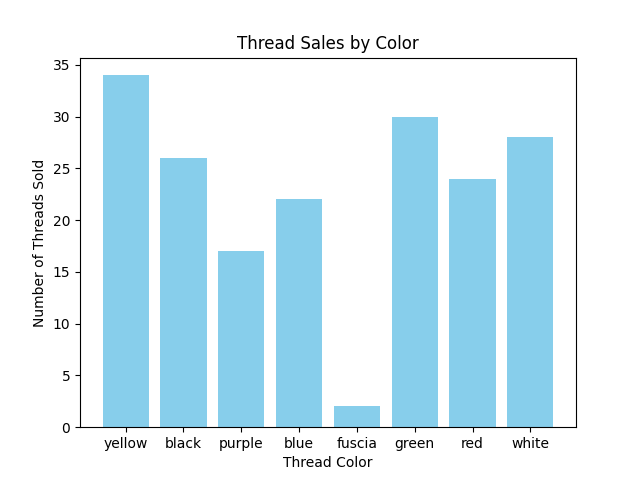 Thread Sales by Color
Number of Threads Sold
35
30
25
20
15
10
5
0
yellow black purple blue fuscia green red white
Thread Color